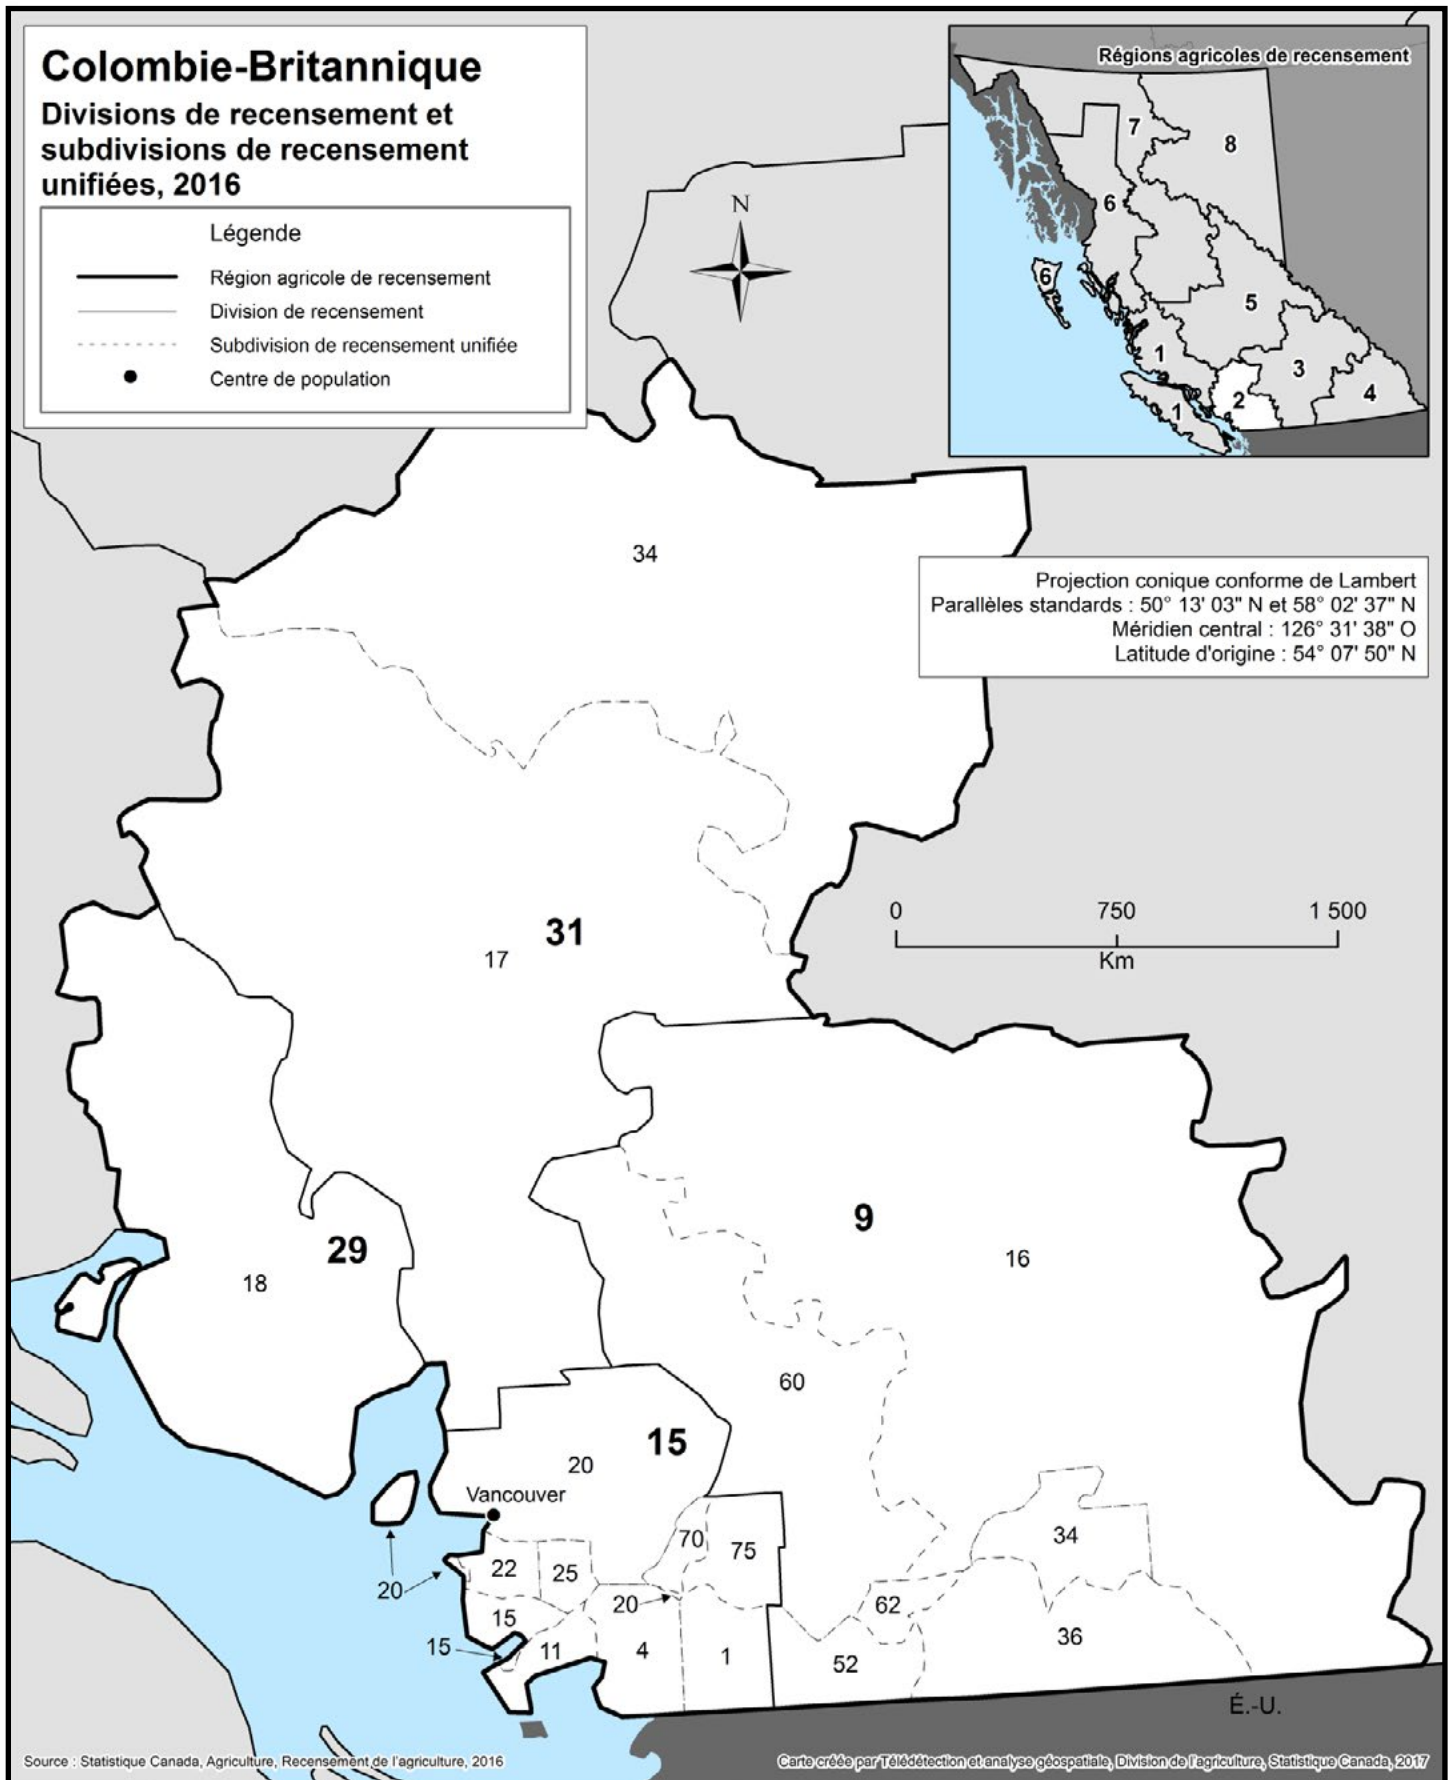 Colombie-Britannique
Divisions de recensement et
subdivisions de recensement
unifiées, 2016
Légende
Région agricole de recensement
Division de recensement
Subdivision de recensement unifiée
Centre de population
N
Régions agricoles de recensement
7
8
6
6
5
1
3
4
2
1
34
Projection conique conforme de Lambert
Parallèles standards : 50° 13' 03" N et 58° 02' 37" N
Méridien central : 126° 31' 38" O
Latitude d'origine : 54° 07' 50" N
0 750 1 500
Km
31
17
9
16
29
18
60
15
20
Vancouver
70
75
34
22
25
20
20
62
15
15
11
4
1
52
36
É.-U.
Source : Statistique Canada, Agriculture, Recensement de l'agriculture, 2016
Carte créée par Télédétection et analyse géospatiale, Division de l'agriculture, Statistique Canada, 2017